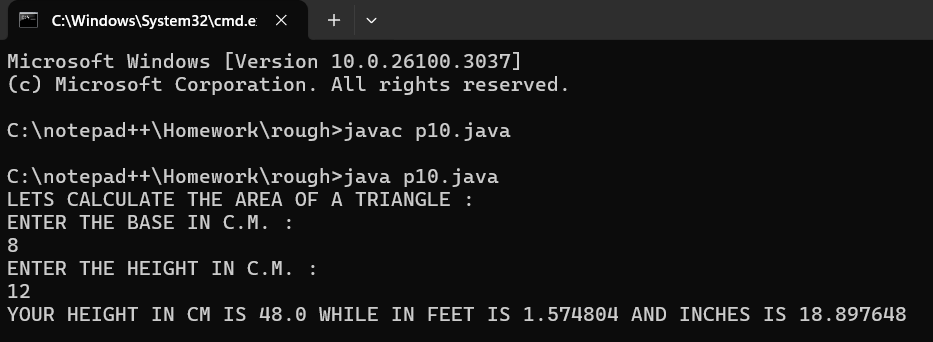 C:\Windows\System32\cmd.e
Microsoft Windows [Version 10.0.26100.3037]
(c) Microsoft Corporation. All rights reserved.
C:\notepad++\Homework\rough>javac p10.java
C:\notepad++\Homework\rough>java p10.java
LETS CALCULATE THE AREA OF A TRIANGLE :
ENTER THE BASE IN C.M. :
8
ENTER THE HEIGHT IN C.M. :
12
YOUR HEIGHT IN CM IS 48.0 WHILE IN FEET IS 1.574804 AND INCHES IS 18.897648